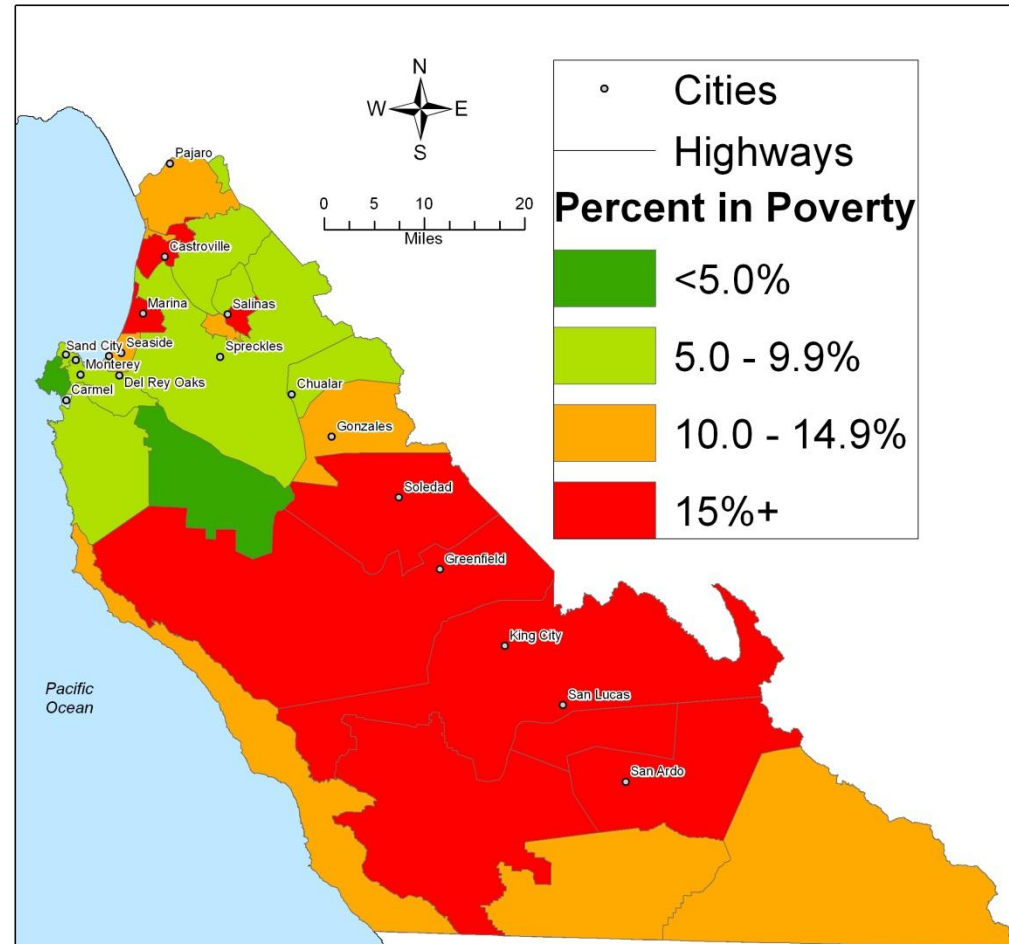 N
W E
S
0 5 10 20
Miles
Cities
Highways
Percent in Poverty
<5.0%
5.0 - 9.9%
10.0 - 14.9%
15%+
Pajaro
Castroville
Marina
Salinas
Sand City
Seaside
Spreckles
Monterey
Del Rey Oaks
Carmel
Chualar
Gonzales
Soledad
Greenfield
King City
San Lucas
San Ardo
Pacific
Ocean